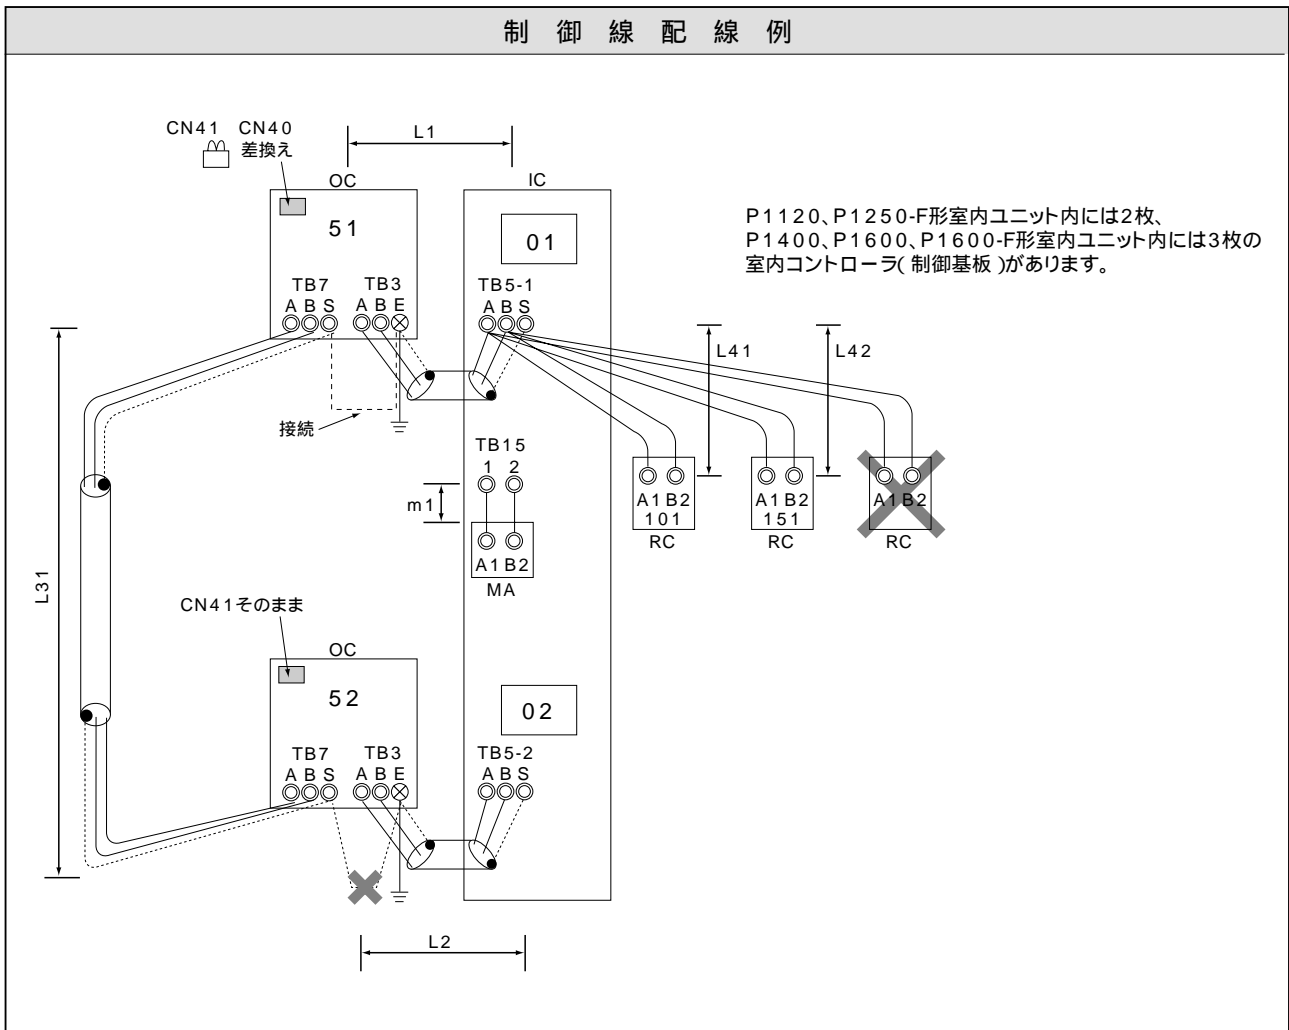 制御線配線例
CN41 CN40
差換え
L1
OC
IC
51
01
P1120、P1250-F形室内ユニット内には2枚、
P1400、P1600、P1600-F形室内ユニット内には3枚の
室内コントローラ(制御基板)があります。
TB7 TB3
A B S A B E
TB5-1
A B S
L41
L42
接続
TB15
1 2
m1
A1 B2
MA
A1 B2
101
RC
A1 B2
151
RC
A1 B2
RC
L31
CN41そのまま
OC
52
02
TB7 TB3
A B S A B E
TB5-2
A B S
L2